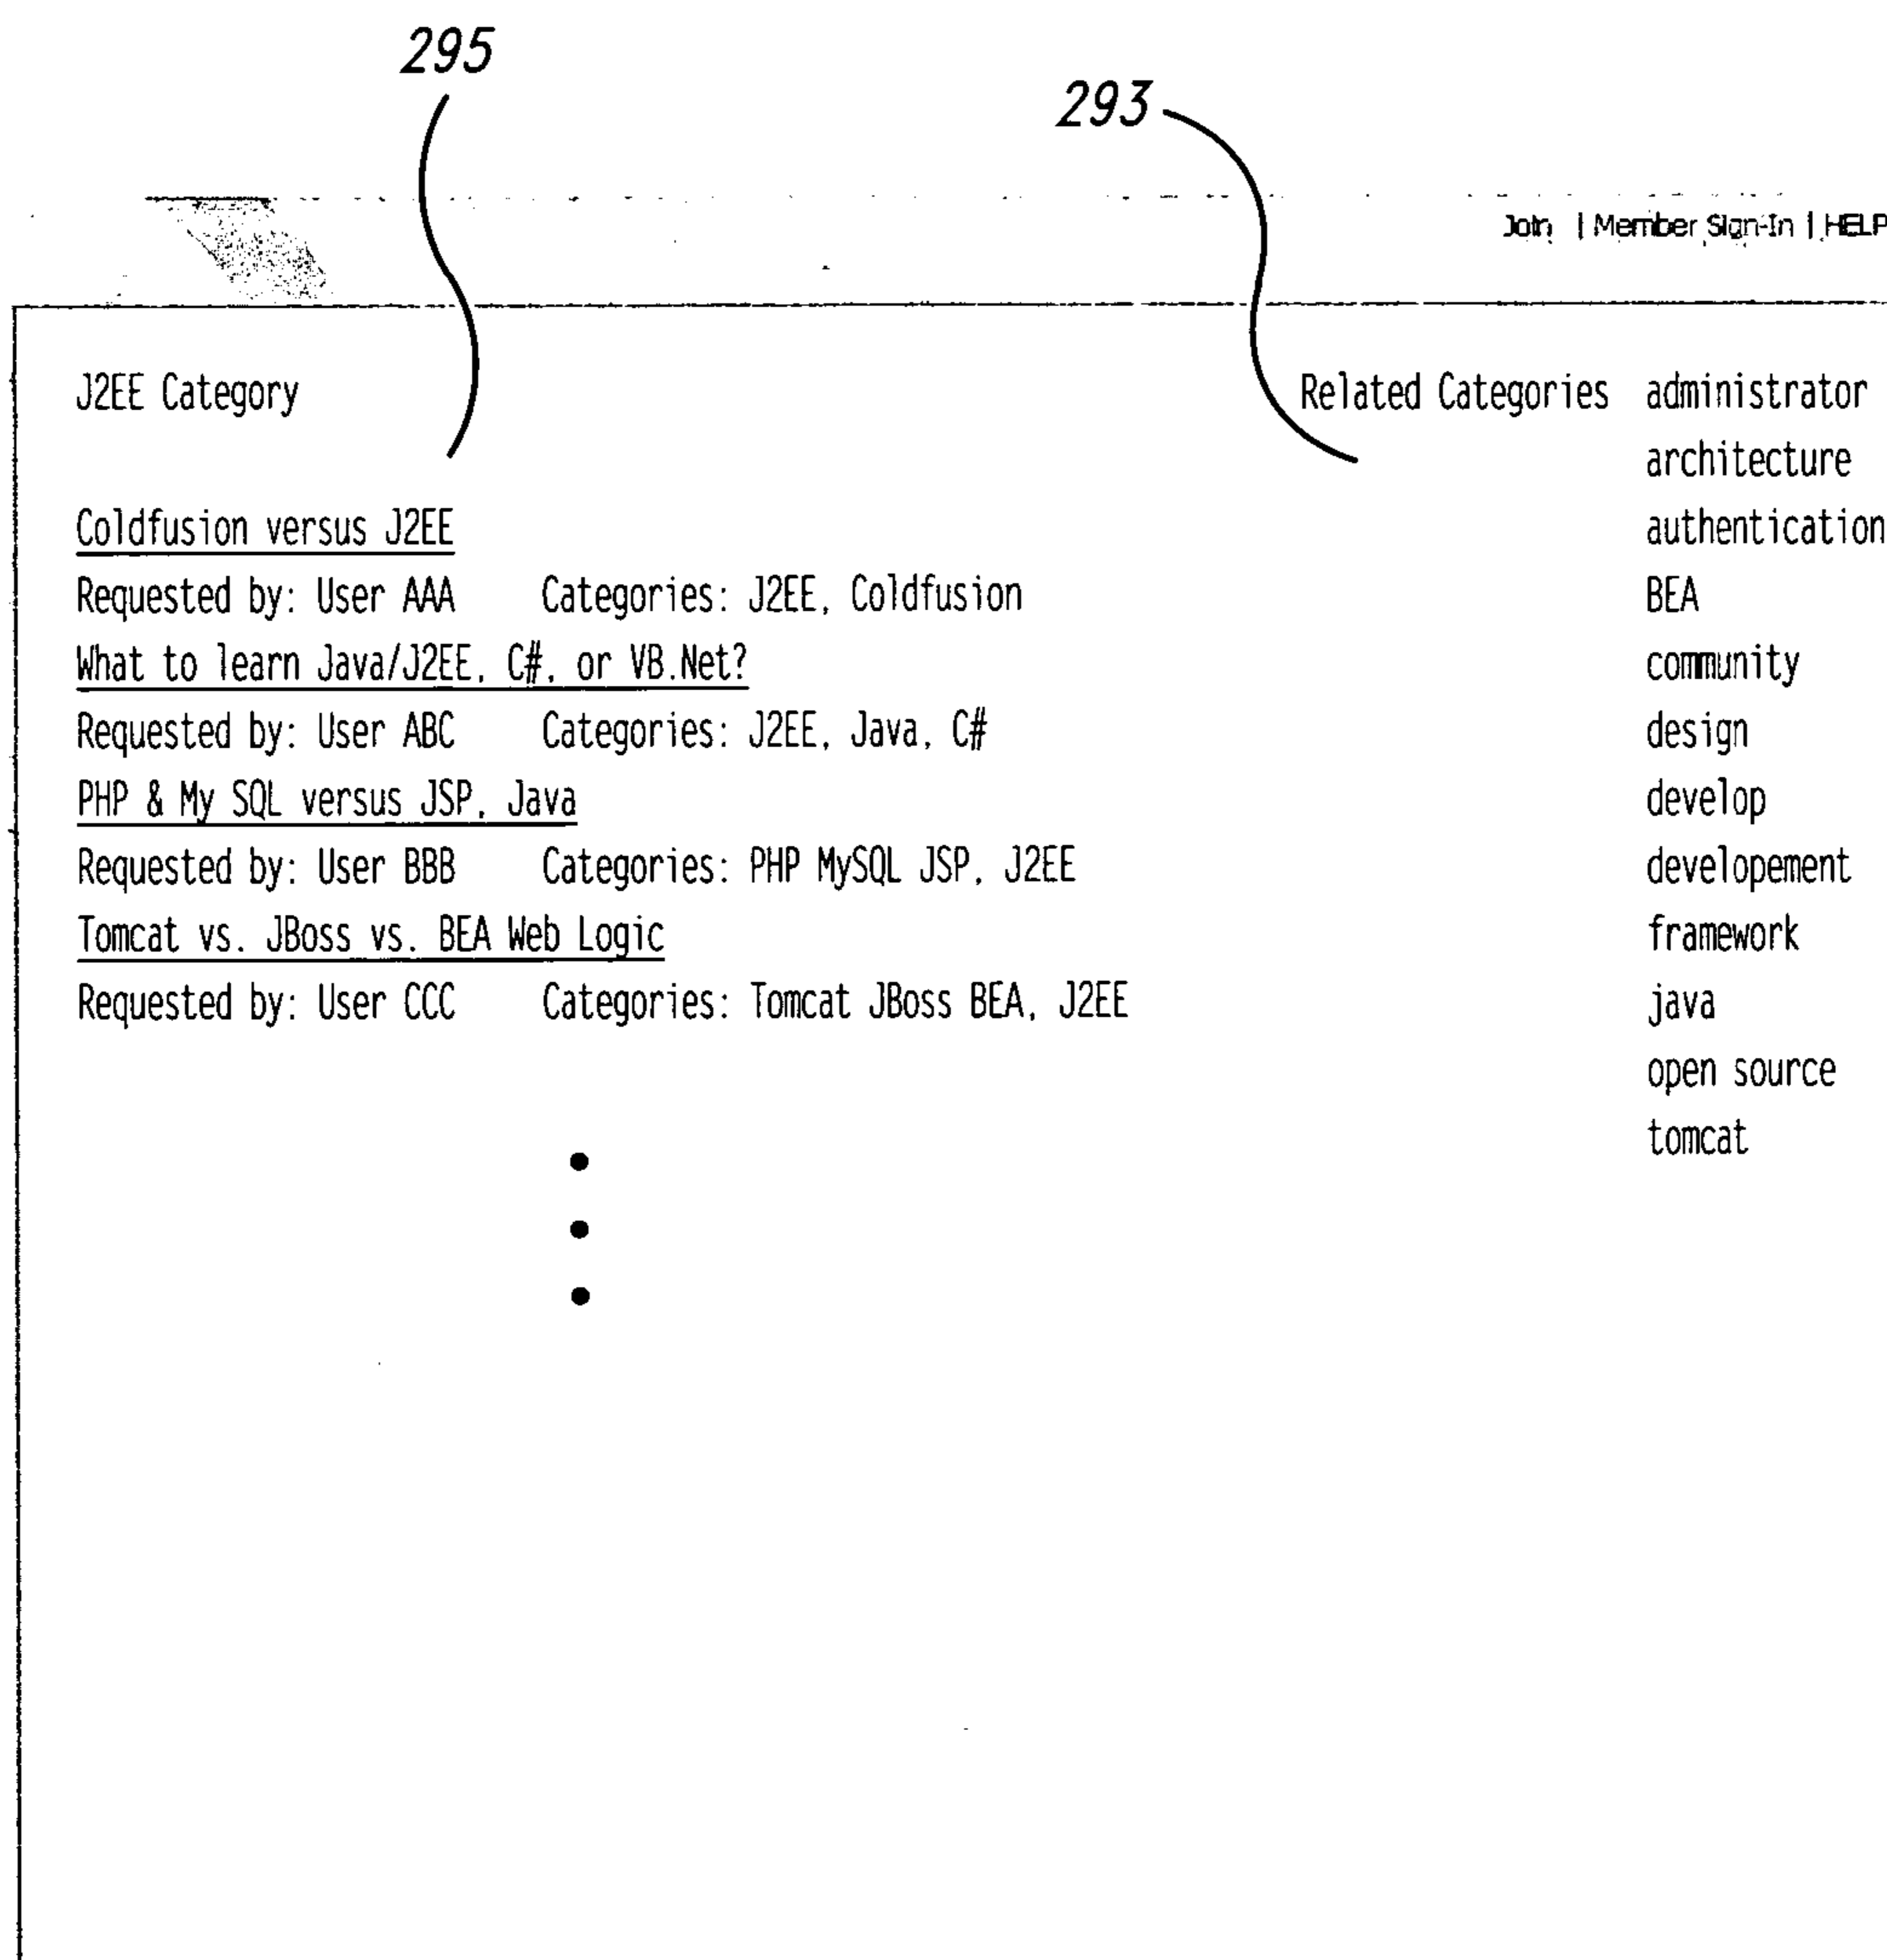 295
293
Join | Member Sign-In | HELP
J2EE Category
Coldfusion versus J2EE
Requested by: User AAA Categories: J2EE, Coldfusion
What to learn Java/J2EE, C#, or VB.Net?
Requested by: User ABC Categories: J2EE, Java, C#
PHP & My SQL versus JSP, Java
Requested by: User BBB Categories: PHP MySQL JSP, J2EE
Tomcat vs. JBoss vs. BEA Web Logic
Requested by: User CCC Categories: Tomcat JBoss BEA, J2EE
Related Categories administrator
architecture
authentication
BEA
community
design
develop
developement
framework
java
open source
tomcat